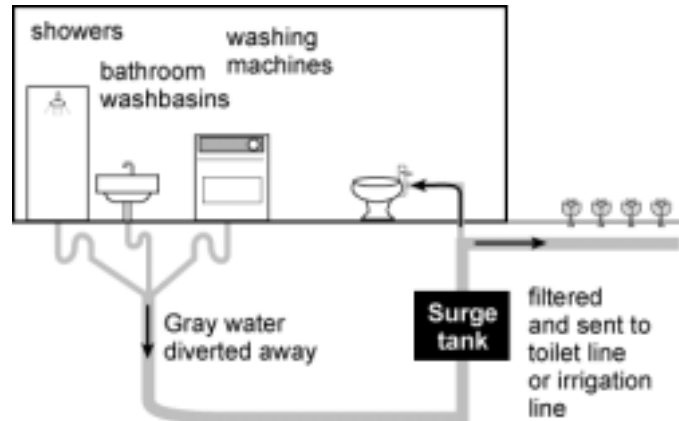 showers
bathroom
washbasins
washing
machines
Gray water
diverted away
Surge
tank
filtered
and sent to
toilet line
or irrigation
line